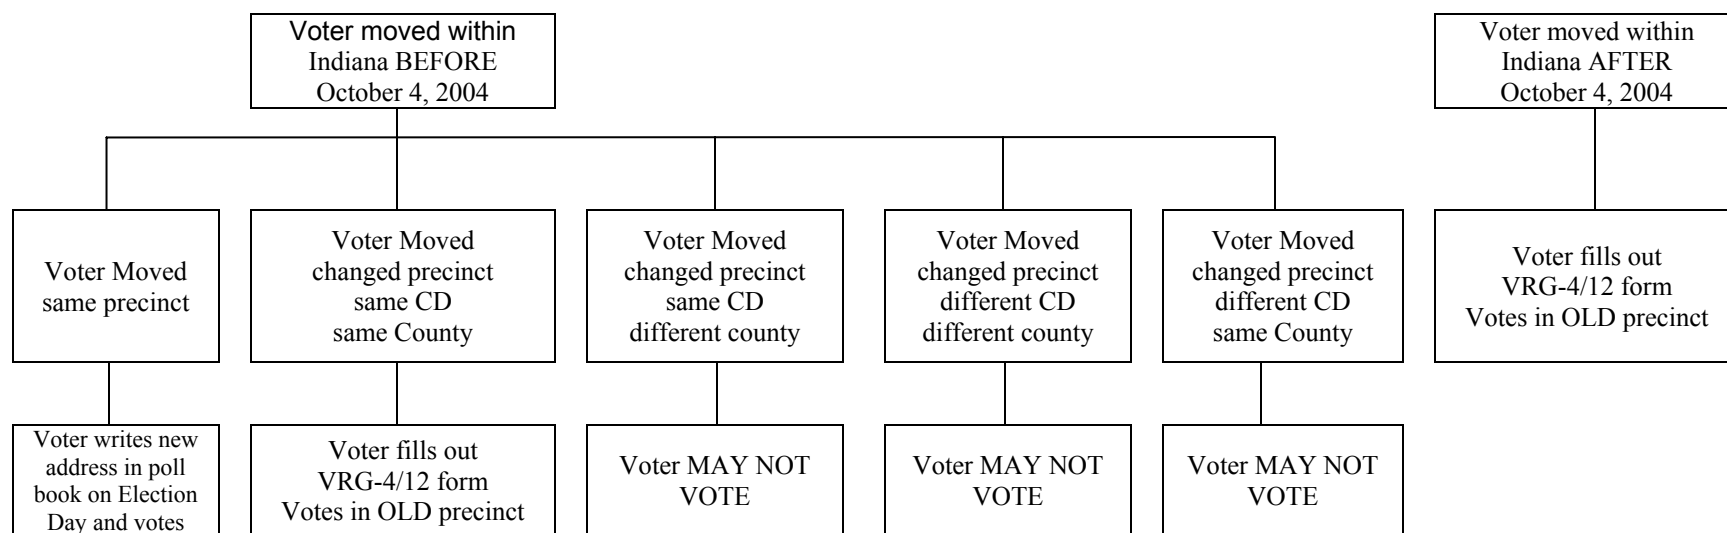 Voter moved within
Indiana BEFORE
October 4, 2004
Voter moved within
Indiana AFTER
October 4, 2004
Voter Moved
same precinct
Voter Moved
changed precinct
same CD
same County
Voter Moved
changed precinct
same CD
different county
Voter Moved
changed precinct
different CD
different county
Voter Moved
changed precinct
different CD
same County
Voter fills out
VRG-4/12 form
Votes in OLD precinct
Voter writes new
address in poll
book on Election
Day and votes
Voter fills out
VRG-4/12 form
Votes in OLD precinct
Voter MAY NOT
VOTE
Voter MAY NOT
VOTE
Voter MAY NOT
VOTE